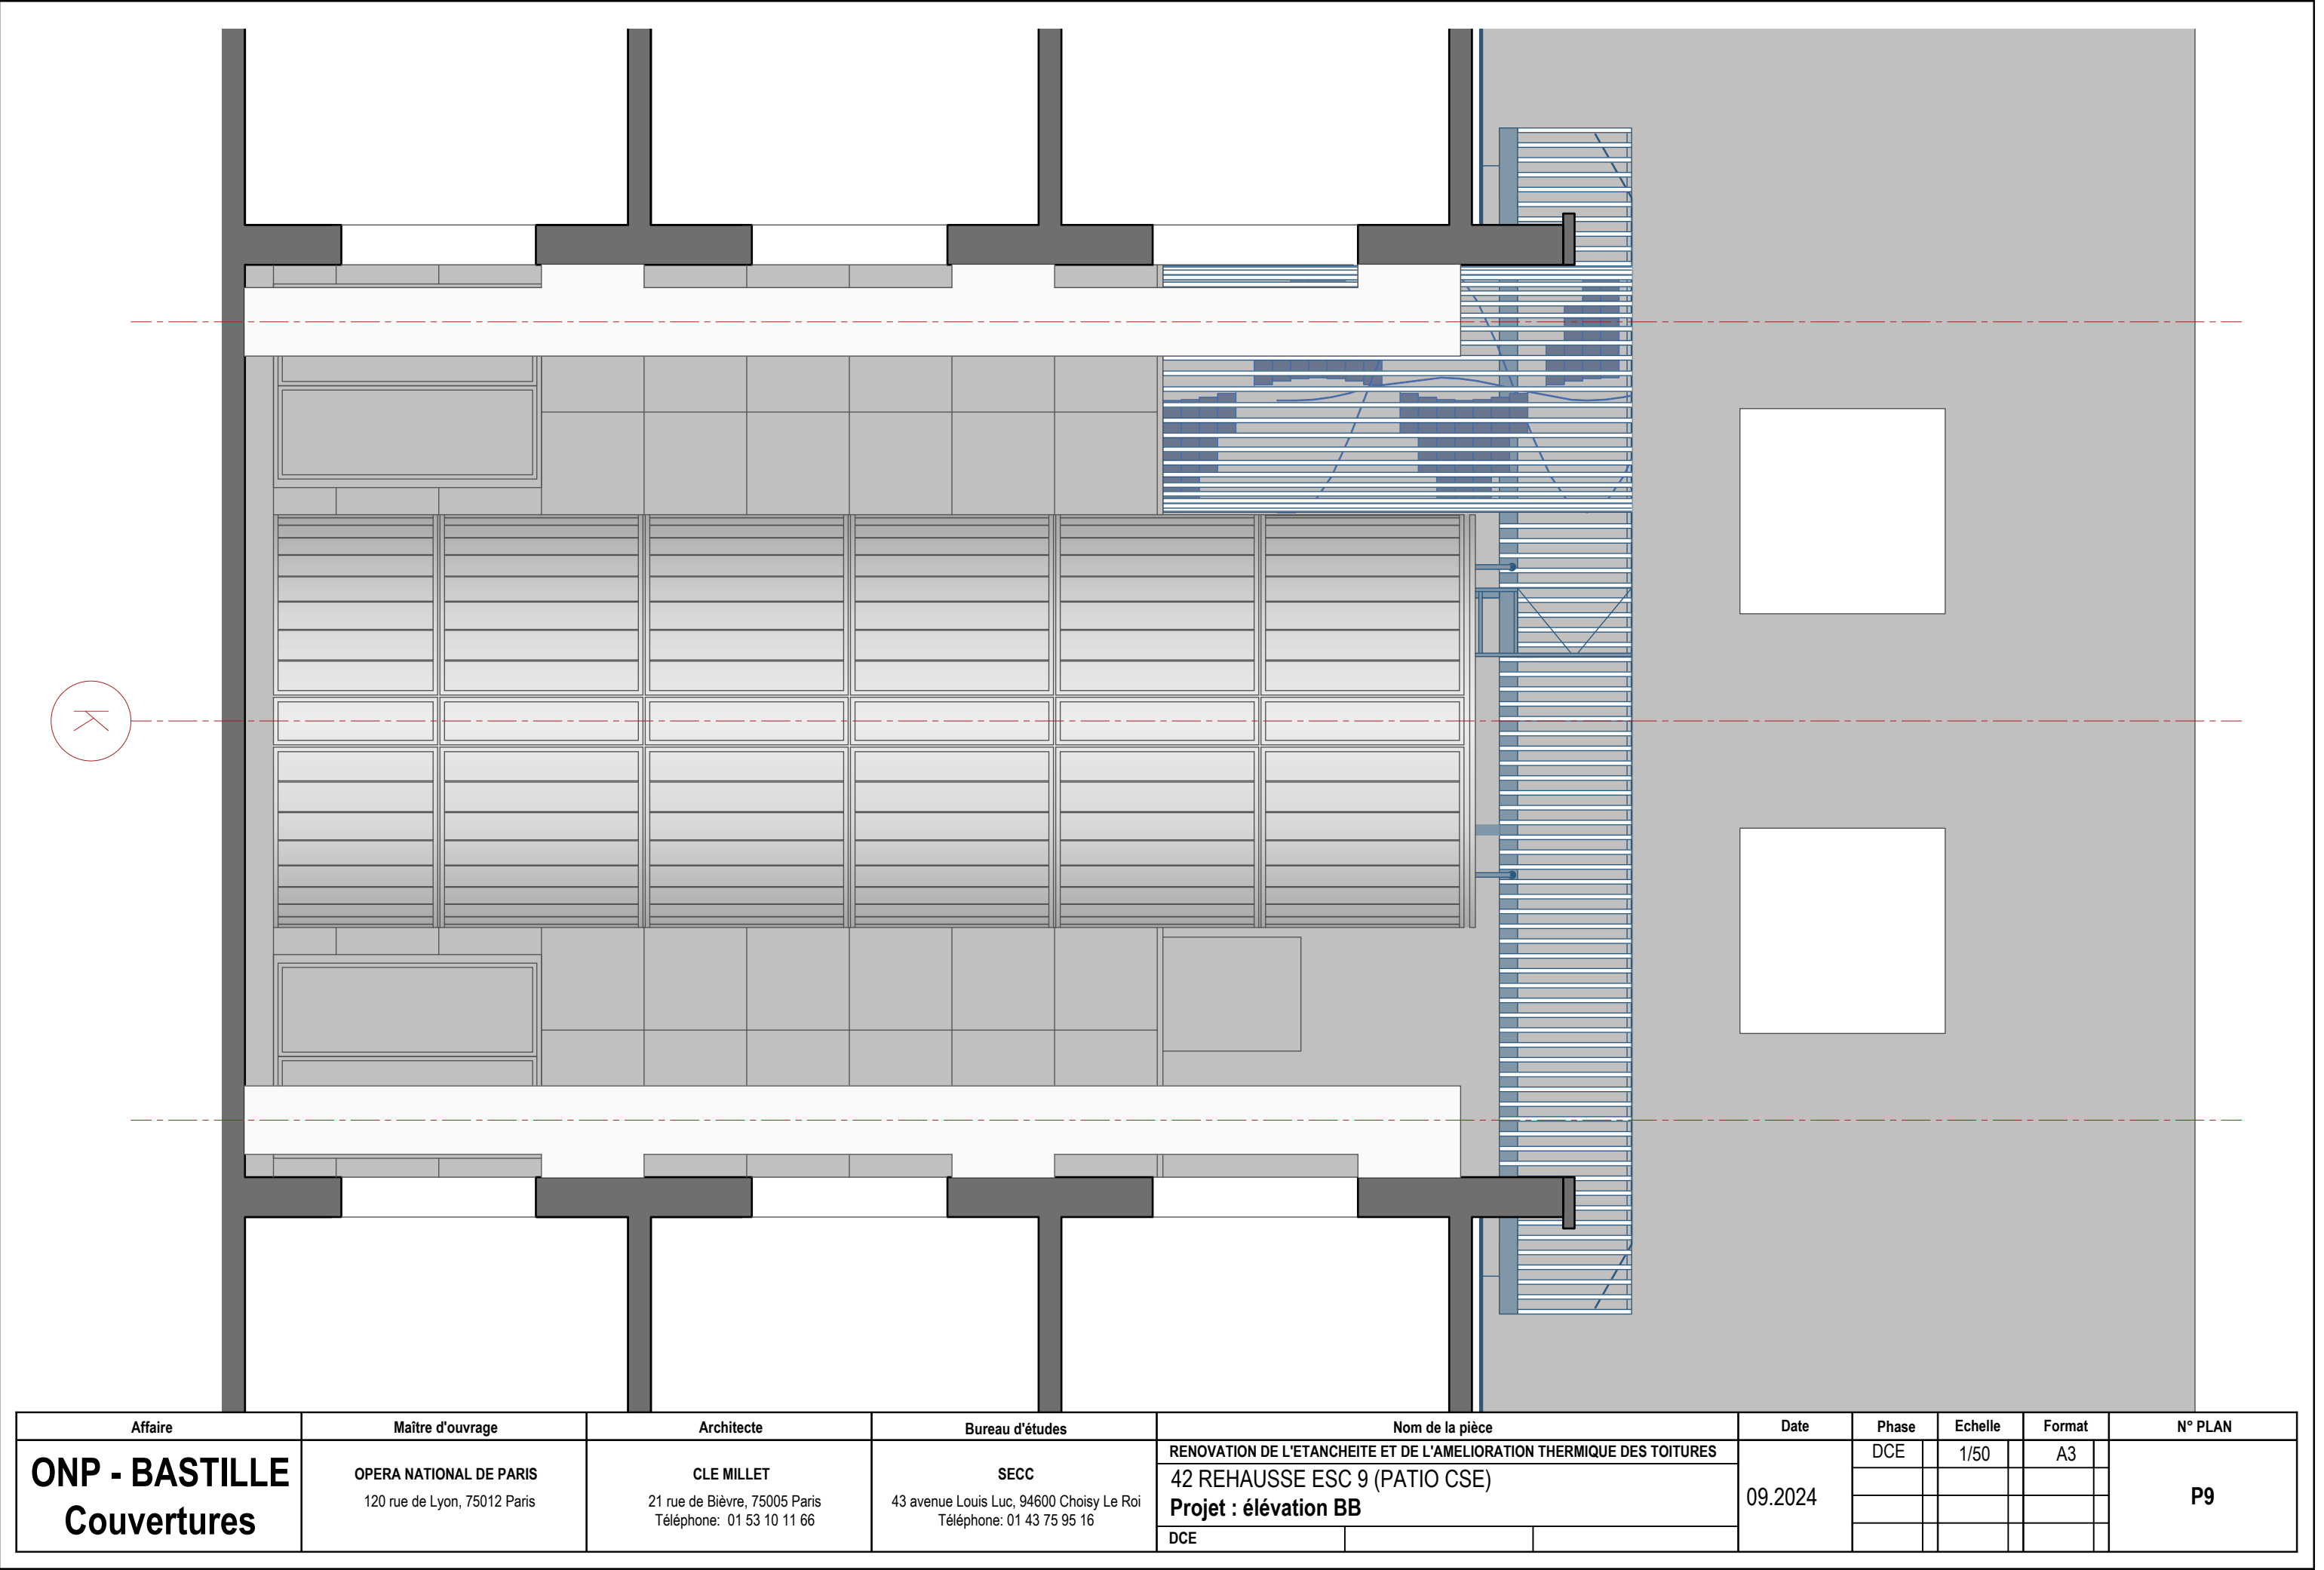 K
Affaire
ONP - BASTILLE
Couvertures
Maître d'ouvrage
OPERA NATIONAL DE PARIS
120 rue de Lyon, 75012 Paris
Architecte
CLE MILLET
21 rue de Bièvre, 75005 Paris
Téléphone: 01 53 10 11 66
Bureau d'études
SECC
43 avenue Louis Luc, 94600 Choisy Le Roi
Téléphone: 01 43 75 95 16
Nom de la pièce
RENOVATION DE L'ETANCHEITE ET DE L'AMELIORATION THERMIQUE DES TOITURES
42 REHAUSSE ESC 9 (PATIO CSE)
Projet : élévation BB
DCE
Date
09.2024
Phase
DCE
Echelle
1/50
Format
A3
N° PLAN
P9